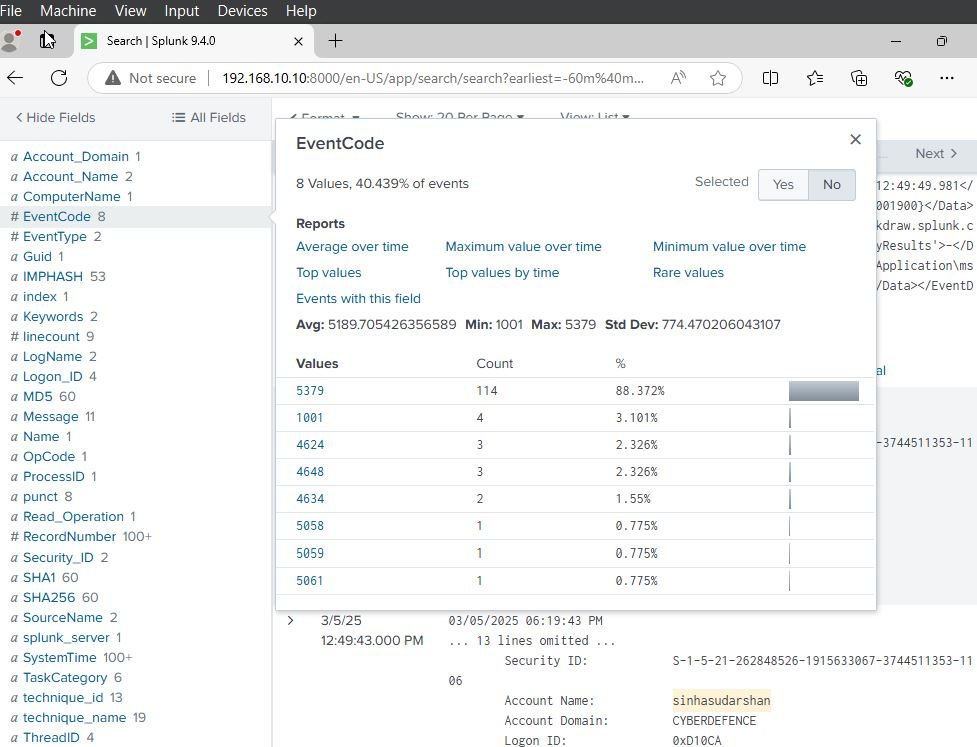 File Machine View Input Devices Help
Search | Splunk 9.4.0
Not secure 192.168.10.10:8000/en-US/app/search/search?earliest=-60m%40m...
Hide Fields All Fields
Format Show: 20 Per Page View: List
a Account_Domain 1
a Account_Name 2
a ComputerName 1
# EventCode 8
# EventType 2
a Guid 1
a IMPHASH 53
a index 1
a Keywords 2
# linecount 9
a LogName 2
a Logon_ID 4
a MD5 60
a Message 11
a Name 1
a OpCode 1
a ProcessID 1
a punct 8
a Read_Operation 1
# RecordNumber 100+
a Security_ID 2
a SHA1 60
a SHA256 60
a SourceName 2
a splunk_server 1
a SystemTime 100+
a TaskCategory 6
a technique_id 13
a technique_name 19
a ThreadID 4
EventCode
8 Values, 40.439% of events
Selected Yes No
Reports
Average over time Maximum value over time Minimum value over time
Top values Top values by time Rare values
Events with this field
Avg: 5189.705426356589 Min: 1001 Max: 5379 Std Dev: 774.470206043107
Values Count %
5379 114 88.372%
1001 4 3.101%
4624 3 2.326%
4648 3 2.326%
4634 2 1.55%
5058 1 0.775%
5059 1 0.775%
5061 1 0.775%
... Next
12:49:49.981</
001900}</Data>
kdraw.splunk.c
yResults'>-</D
Application\ms
/Data></EventD
al
-3744511353-11
3/5/25 03/05/2025 06:19:43 PM
12:49:43.000 PM ... 13 lines omitted ...
Security ID: S-1-5-21-262848526-1915633067-3744511353-11
06
Account Name: sinhasudarshan
Account Domain: CYBERDEFENCE
Logon ID: 0xD10CA